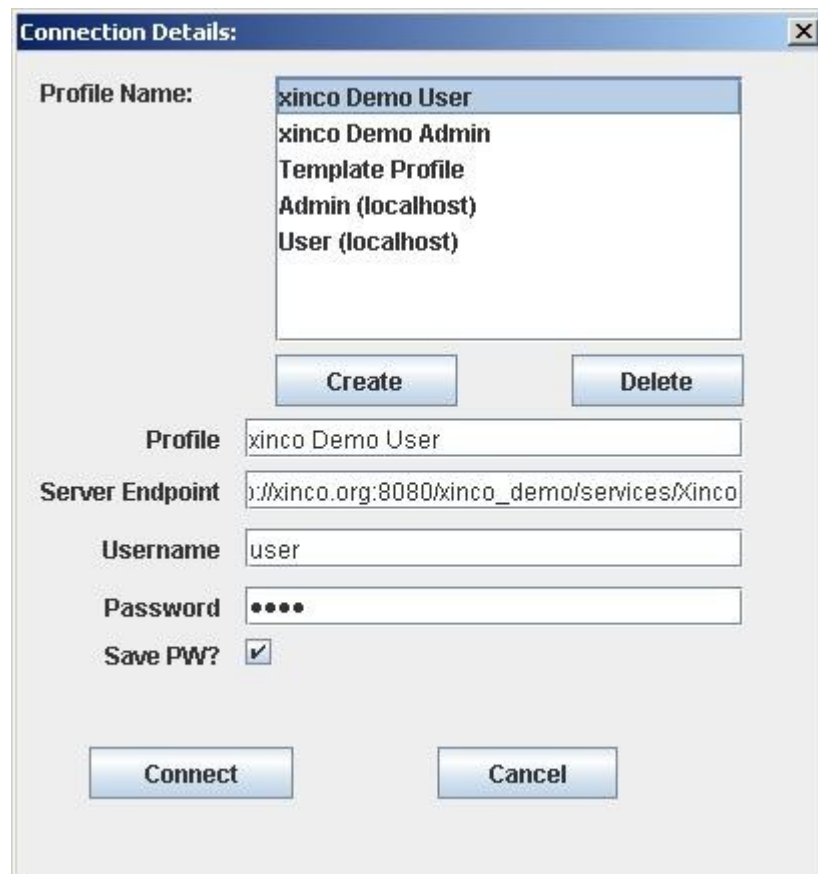 Connection Details:
Profile Name:
xinco Demo User
xinco Demo Admin
Template Profile
Admin (localhost)
User (localhost)
Create Delete
Profile xinco Demo User
Server Endpoint ://xinco.org:8080/xinco_demo/services/Xinco
Username user
Password ••••
Save PW?
Connect Cancel